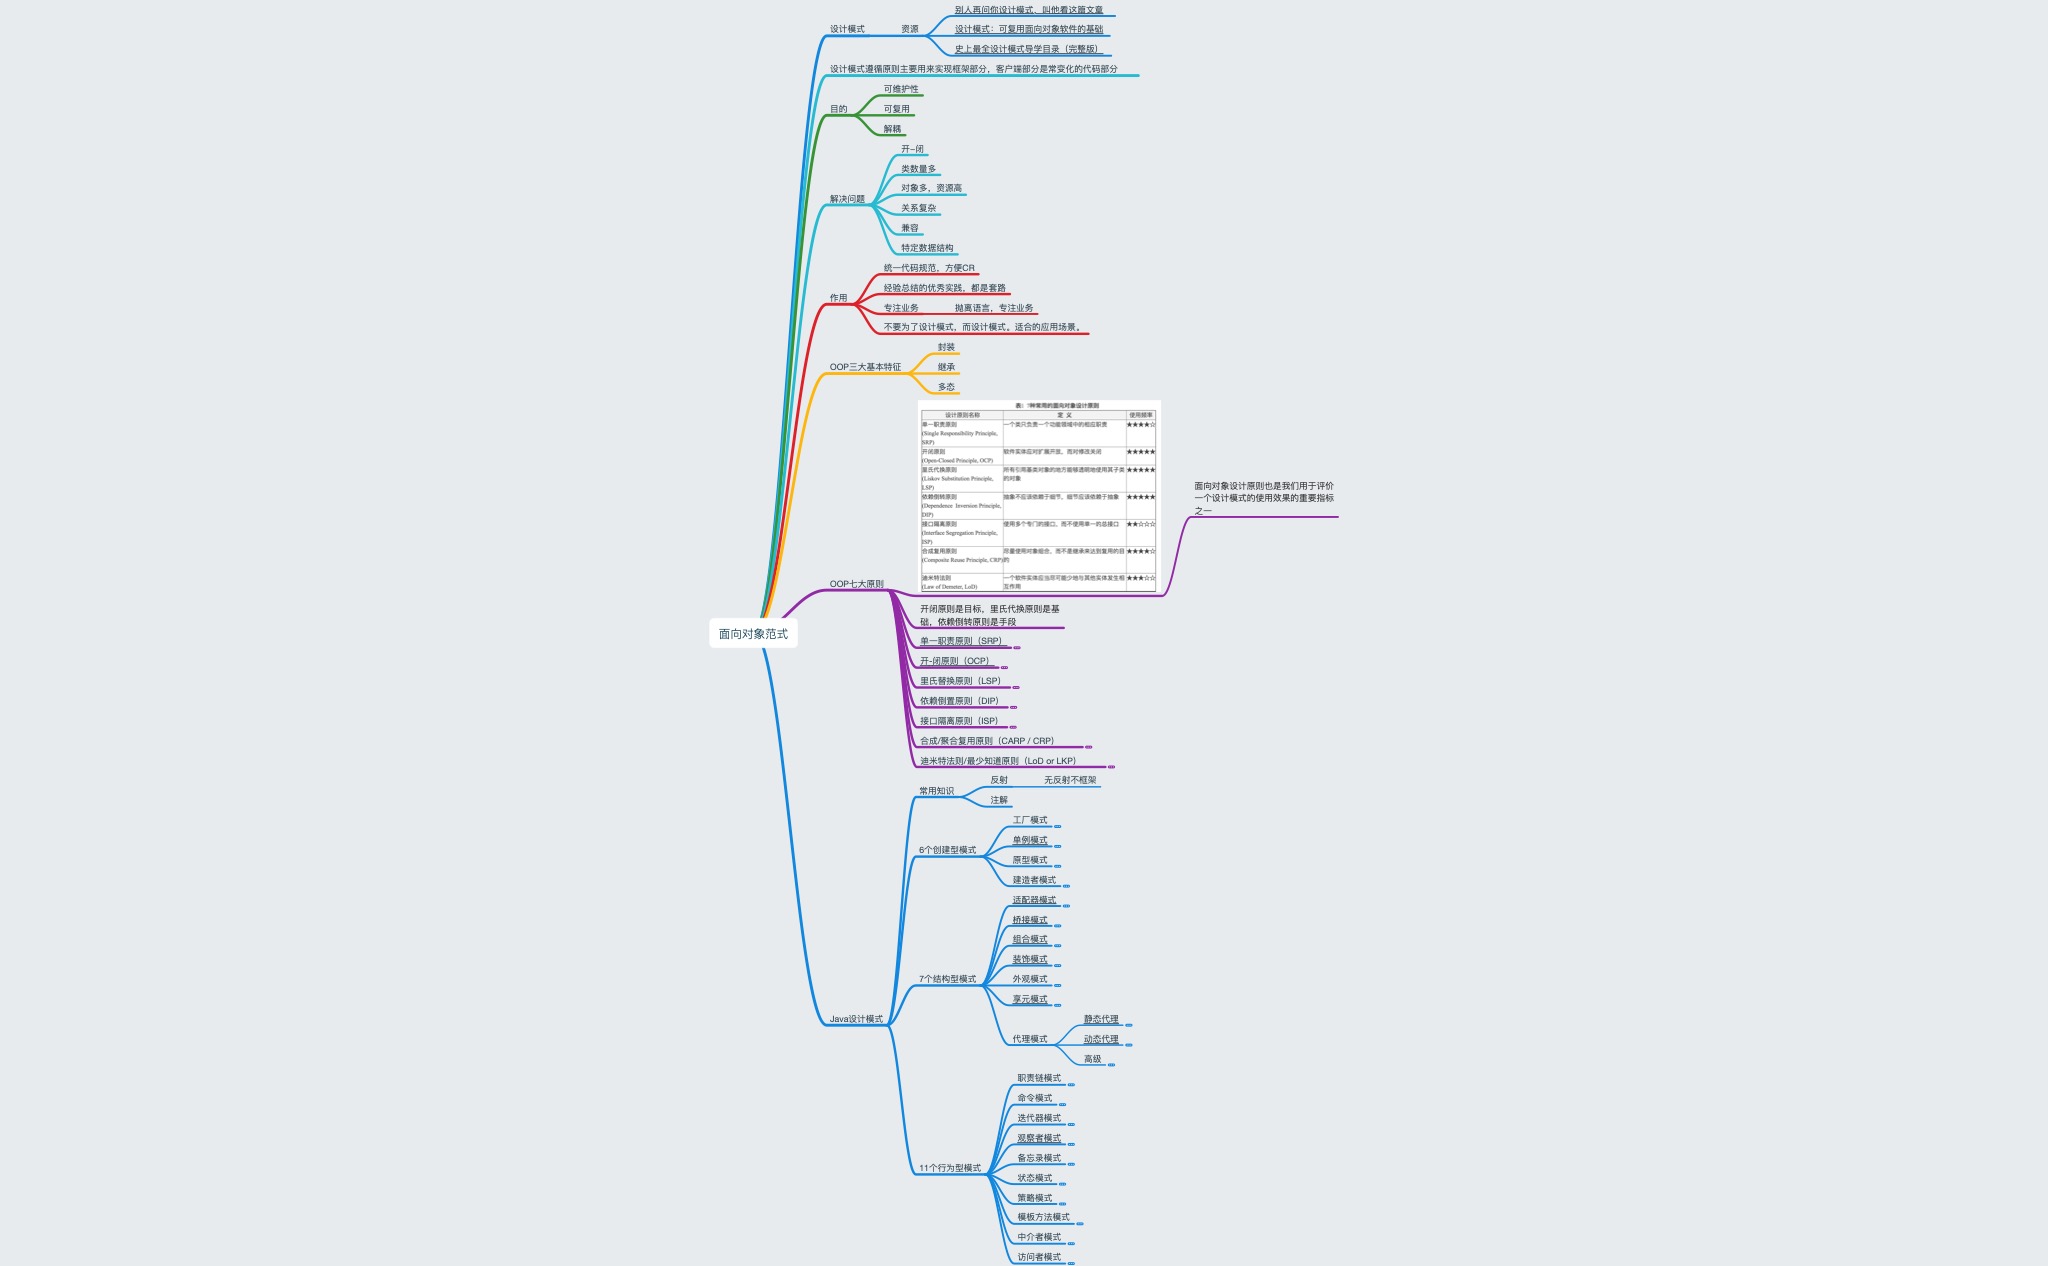 别人再问你设计模式、叫他看这篇文章
设计模式
资源
设计模式：可复用面向对象软件的基础
史上最全设计模式导学目录（完整版）
设计模式遵循原则主要用来实现框架部分，客户端部分是常变化的代码部分
可维护性
目的
可复用
解耦
开-闭
类数量多
对象多，资源高
解决问题
关系复杂
兼容
特定数据结构
统一代码规范，方便CR
经验总结的优秀实践，都是套路
作用
专注业务
抛离语言，专注业务
不要为了设计模式，而设计模式。适合的应用场景。
封装
OOP三大基本特征
继承
多态
表：7种常用的面向对象设计原则
设计原则名称 定 义 使用频率
单一职责原则 一个类只负责一个功能领域中的相应职责 ★★★★☆
(Single Responsibility Principle,
SRP)
开闭原则 软件实体应对扩展开放，而对修改关闭 ★★★★★
(Open-Closed Principle, OCP)
里氏代换原则 所有引用基类对象的地方能够透明地使用其子类 ★★★★★
(Liskov Substitution Principle, 的对象
LSP)
依赖倒转原则 抽象不应该依赖于细节，细节应该依赖于抽象 ★★★★★
(Dependence Inversion Principle,
DIP)
接口隔离原则 使用多个专门的接口，而不使用单一的总接口 ★★☆☆☆
(Interface Segregation Principle,
ISP)
合成复用原则 尽量使用对象组合，而不是继承来达到复用的目 ★★★★☆
(Composite Reuse Principle, CRP) 的
迪米特法则 一个软件实体应当尽可能少地与其他实体发生相 ★★★☆☆
(Law of Demeter, LoD) 互作用
面向对象设计原则也是我们用于评价
一个设计模式的使用效果的重要指标
之一
OOP七大原则
开闭原则是目标，里氏代换原则是基
础，依赖倒转原则是手段
面向对象范式
单一职责原则（SRP）
开-闭原则（OCP）
里氏替换原则（LSP）
依赖倒置原则（DIP）
接口隔离原则（ISP）
合成/聚合复用原则（CARP / CRP）
迪米特法则/最少知道原则（LoD or LKP）
反射
无反射不框架
常用知识
注解
工厂模式
单例模式
6个创建型模式
原型模式
建造者模式
适配器模式
桥接模式
组合模式
装饰模式
7个结构型模式
外观模式
享元模式
Java设计模式
静态代理
代理模式
动态代理
高级
职责链模式
命令模式
迭代器模式
观察者模式
备忘录模式
11个行为型模式
状态模式
策略模式
模板方法模式
中介者模式
访问者模式